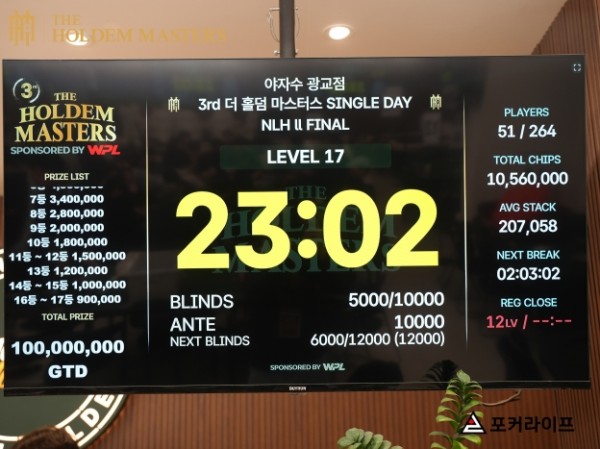 THE
HOLDEM MASTERS
3rd
THE
HOLDEM
MASTERS
SPONSORED BY WPL
PRIZE LIST
7등 3,400,000
8등 2,800,000
9등 2,000,000
10등 1,800,000
11등 ~ 12등 1,500,000
13등 1,200,000
14등 ~ 15등 1,000,000
16등 ~ 17등 900,000
TOTAL PRIZE
100,000,000
GTD
야자수 광교점
3rd 더 홀덤 마스터스 SINGLE DAY
NLH ll FINAL
LEVEL 17
THE
HOLDEM
MASTERS
23:02
BLINDS 5000/10000
ANTE 10000
NEXT BLINDS 6000/12000 (12000)
SPONSORED BY WPL
PLAYERS
51 / 264
TOTAL CHIPS
10,560,000
AVG STACK
207,058
NEXT BREAK
02:03:02
REG CLOSE
12LV / --:--
포커라이프